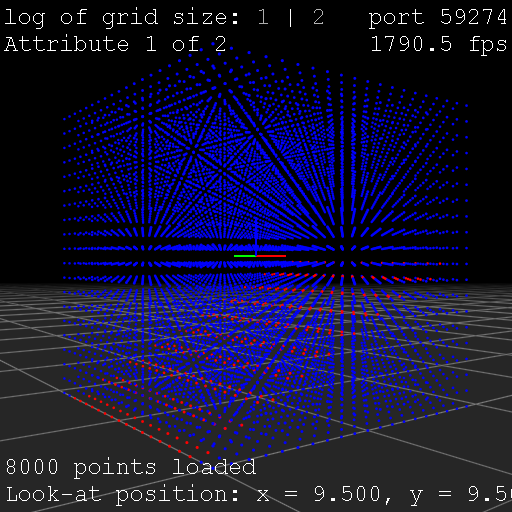 log of grid size: 1 | 2 port 59274
Attribute 1 of 2 1790.5 fps
8000 points loaded
Look-at position: x = 9.500, y = 9.50